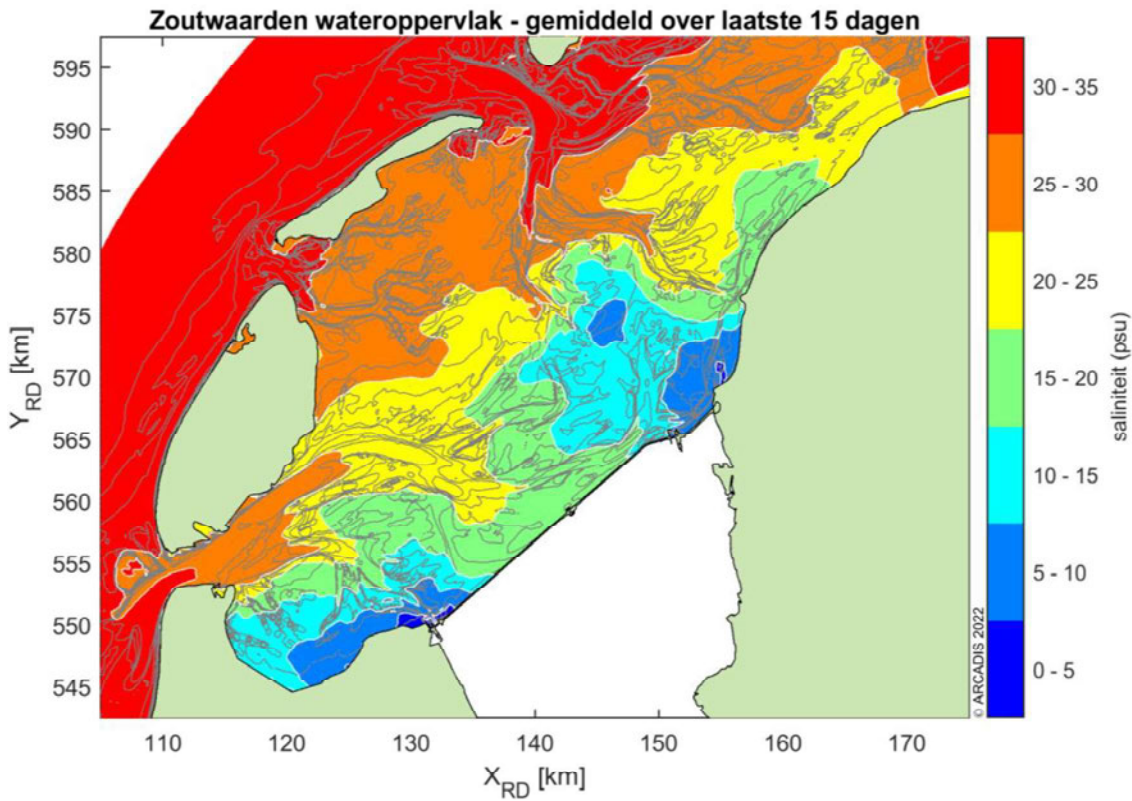 Zoutwaarden wateroppervlak - gemiddeld over laatste 15 dagen
595
590
585
580
575
570
565
560
555
550
545
Y_RD [km]
110
120
130
140
150
160
170
X_RD [km]
© ARCADIS 2022
30 - 35
25 - 30
20 - 25
15 - 20
10 - 15
5 - 10
0 - 5
saliniteit (psu)